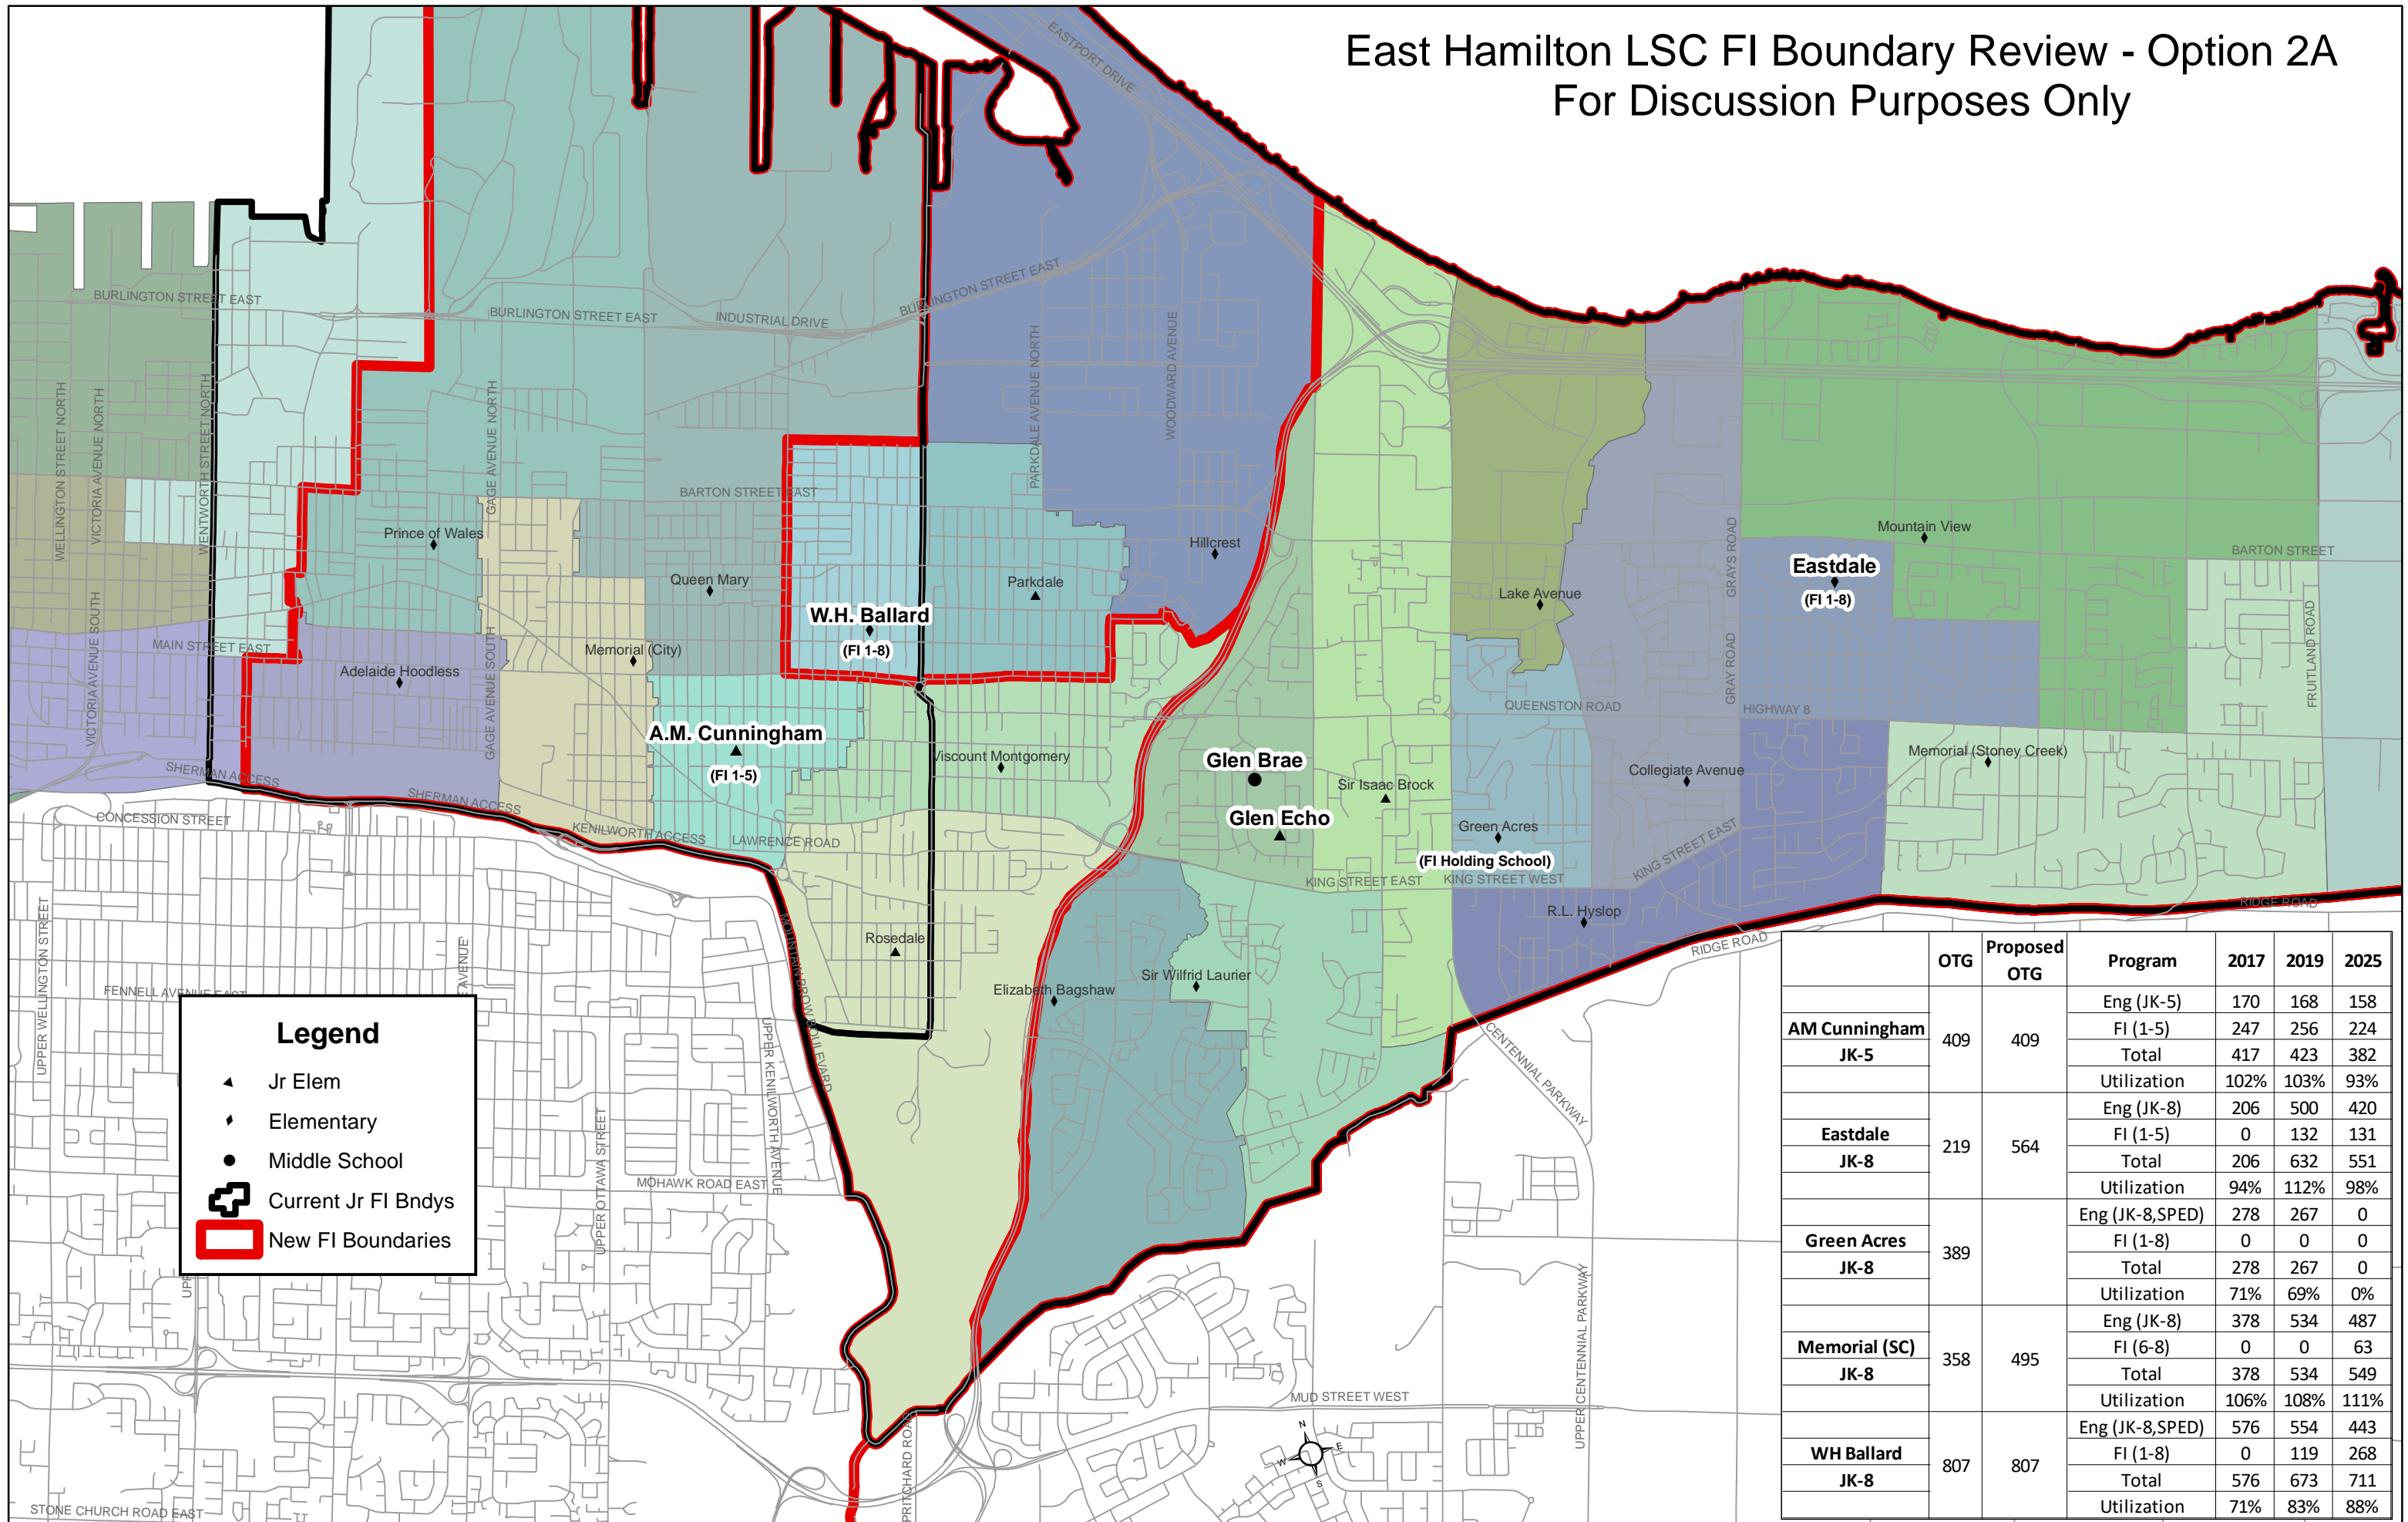 East Hamilton LSC FI Boundary Review - Option 2A
For Discussion Purposes Only
EASTPORT DRIVE
BURLINGTON STREET EAST
BURLINGTON STREET EAST
INDUSTRIAL DRIVE
BURLINGTON STREET EAST
WELLINGTON STREET NORTH
VICTORIA AVENUE NORTH
WENTWORTH STREET NORTH
GAGE AVENUE NORTH
PARKDALE AVENUE NORTH
WOODWARD AVENUE
BARTON STREET EAST
Prince of Wales
Queen Mary
Parkdale
Hillcrest
Lake Avenue
GRAYS ROAD
Mountain View
Eastdale
(FI 1-8)
BARTON STREET
W.H. Ballard
(FI 1-8)
MAIN STREET EAST
VICTORIA AVENUE SOUTH
Adelaide Hoodless
GAGE AVENUE SOUTH
Memorial (City)
A.M. Cunningham
(FI 1-5)
Viscount Montgomery
Glen Brae
Glen Echo
Sir Isaac Brock
QUEENSTON ROAD
GRAY ROAD
HIGHWAY 8
FRUITLAND ROAD
Collegiate Avenue
Memorial (Stoney Creek)
Green Acres
(FI Holding School)
SHERMAN ACCESS
SHERMAN ACCESS
CONCESSION STREET
KENILWORTH ACCESS
LAWRENCE ROAD
KING STREET EAST
KING STREET WEST
KING STREET EAST
R.L. Hyslop
RIDGE ROAD
RIDGE ROAD
Rosedale
Elizabeth Bagshaw
Sir Wilfrid Laurier
MOUNTAIN BROW BOULEVARD
UPPER WELLINGTON STREET
FENNELL AVENUE EAST
AVENUE
UPPER OTTAWA STREET
UPPER KENILWORTH AVENUE
MOHAWK ROAD EAST
CENTENNIAL PARKWAY
UPPER CENTENNIAL PARKWAY
MUD STREET WEST
PRITCHARD ROAD
STONE CHURCH ROAD EAST
Legend
Jr Elem
Elementary
Middle School
Current Jr FI Bndys
New FI Boundaries
N
E
S
W
OTG Proposed OTG Program 2017 2019 2025
AM Cunningham JK-5 409 409
Eng (JK-5) 170 168 158
FI (1-5) 247 256 224
Total 417 423 382
Utilization 102% 103% 93%
Eastdale JK-8 219 564
Eng (JK-8) 206 500 420
FI (1-5) 0 132 131
Total 206 632 551
Utilization 94% 112% 98%
Green Acres JK-8 389
Eng (JK-8,SPED) 278 267 0
FI (1-8) 0 0 0
Total 278 267 0
Utilization 71% 69% 0%
Memorial (SC) JK-8 358 495
Eng (JK-8) 378 534 487
FI (6-8) 0 0 63
Total 378 534 549
Utilization 106% 108% 111%
WH Ballard JK-8 807 807
Eng (JK-8,SPED) 576 554 443
FI (1-8) 0 119 268
Total 576 673 711
Utilization 71% 83% 88%